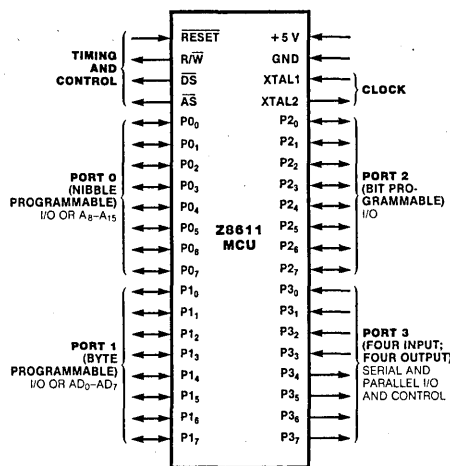 TIMING
AND
CONTROL
RESET
R/W
DS
AS
PORT 0
(NIBBLE
PROGRAMMABLE)
I/O OR A₈–A₁₅
P0₀
P0₁
P0₂
P0₃
P0₄
P0₅
P0₆
P0₇
PORT 1
(BYTE
PROGRAMMABLE)
I/O OR AD₀–AD₇
P1₀
P1₁
P1₂
P1₃
P1₄
P1₅
P1₆
P1₇
Z8611
MCU
+5 V
GND
XTAL1
XTAL2
CLOCK
P2₀
P2₁
P2₂
P2₃
P2₄
P2₅
P2₆
P2₇
PORT 2
(BIT PRO-
GRAMMABLE)
I/O
P3₀
P3₁
P3₂
P3₃
P3₄
P3₅
P3₆
P3₇
PORT 3
(FOUR INPUT;
FOUR OUTPUT)
SERIAL AND
PARALLEL I/O
AND CONTROL